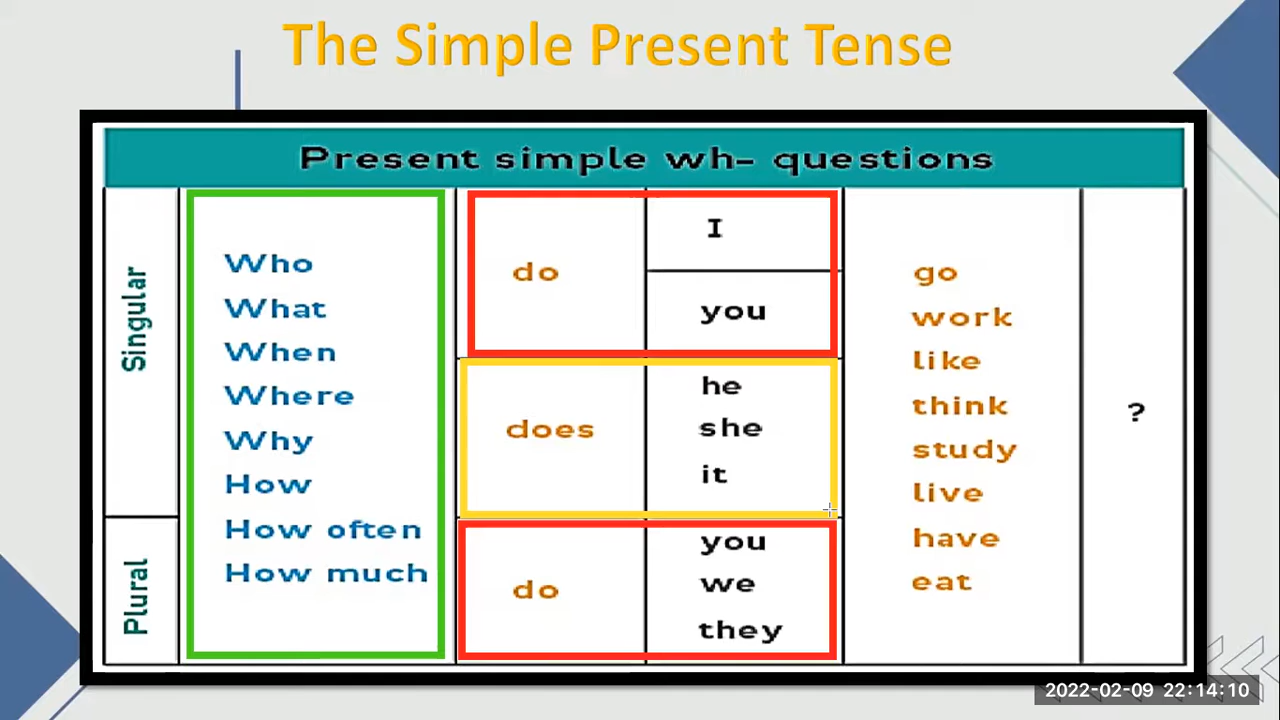 The Simple Present Tense
Present simple wh- questions
Singular
Who
What
When
Where
Why
How
How often
How much
do
I
you
does
he
she
it
Plural
do
you
we
they
go
work
like
think
study
live
have
eat
?
2022-02-09 22:14:10